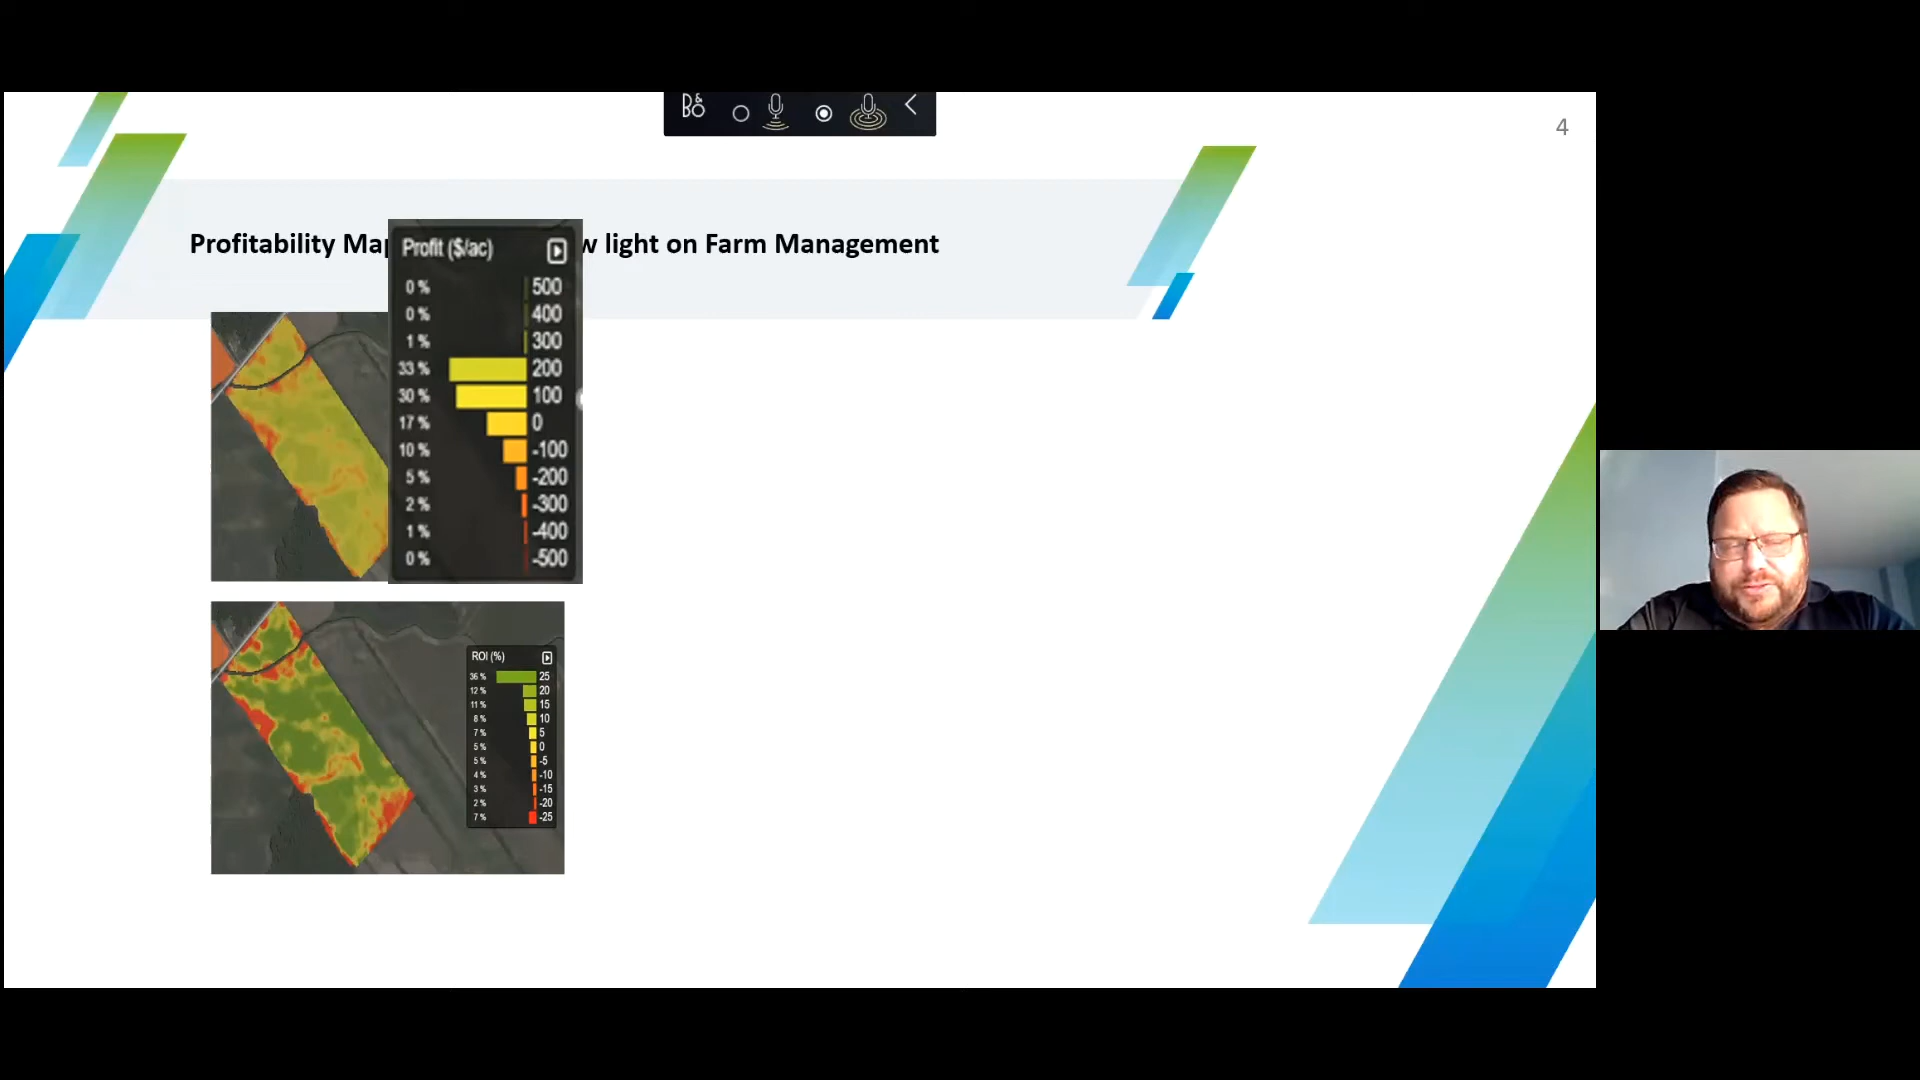 B&O
4
Profitability Map
w light on Farm Management
Profit ($/ac)
0 % 500
0 % 400
1 % 300
33 % 200
30 % 100
17 % 0
10 % -100
5 % -200
2 % -300
1 % -400
0 % -500
ROI (%)
36 % 25
12 % 20
11 % 15
8 % 10
7 % 5
5 % 0
5 % -5
4 % -10
3 % -15
2 % -20
7 % -25